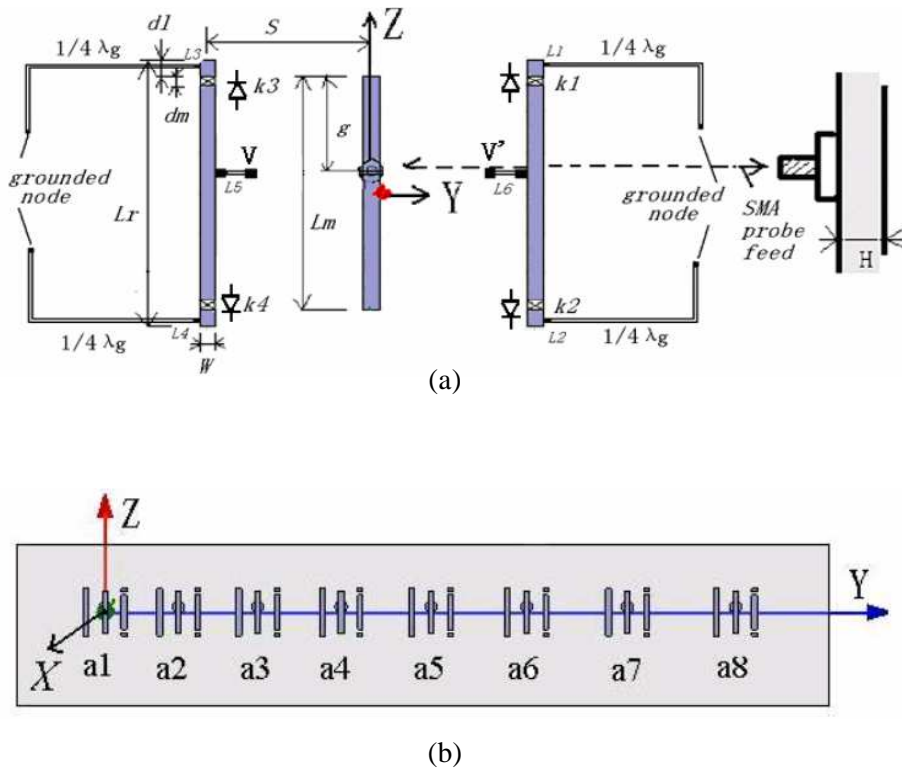 dl
S
Z
1/4 λg
L3
L1
1/4 λg
k3
k1
dm
g
V
V'
L5
L6
grounded
node
Y
grounded
node
SMA
probe
feed
H
Lr
Lm
k4
k2
1/4 λg
L4
W
L2
1/4 λg
(a)
Z
Y
X
a1
a2
a3
a4
a5
a6
a7
a8
(b)